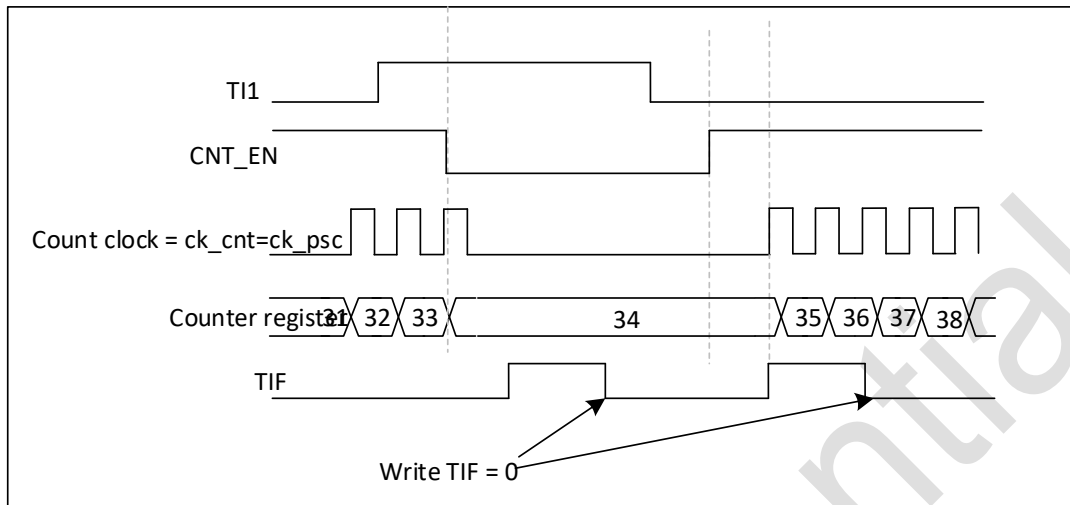 TI1
CNT_EN
Count clock = ck_cnt=ck_psc
Counter register 31 32 33 34 35 36 37 38
TIF
Write TIF = 0
ntial